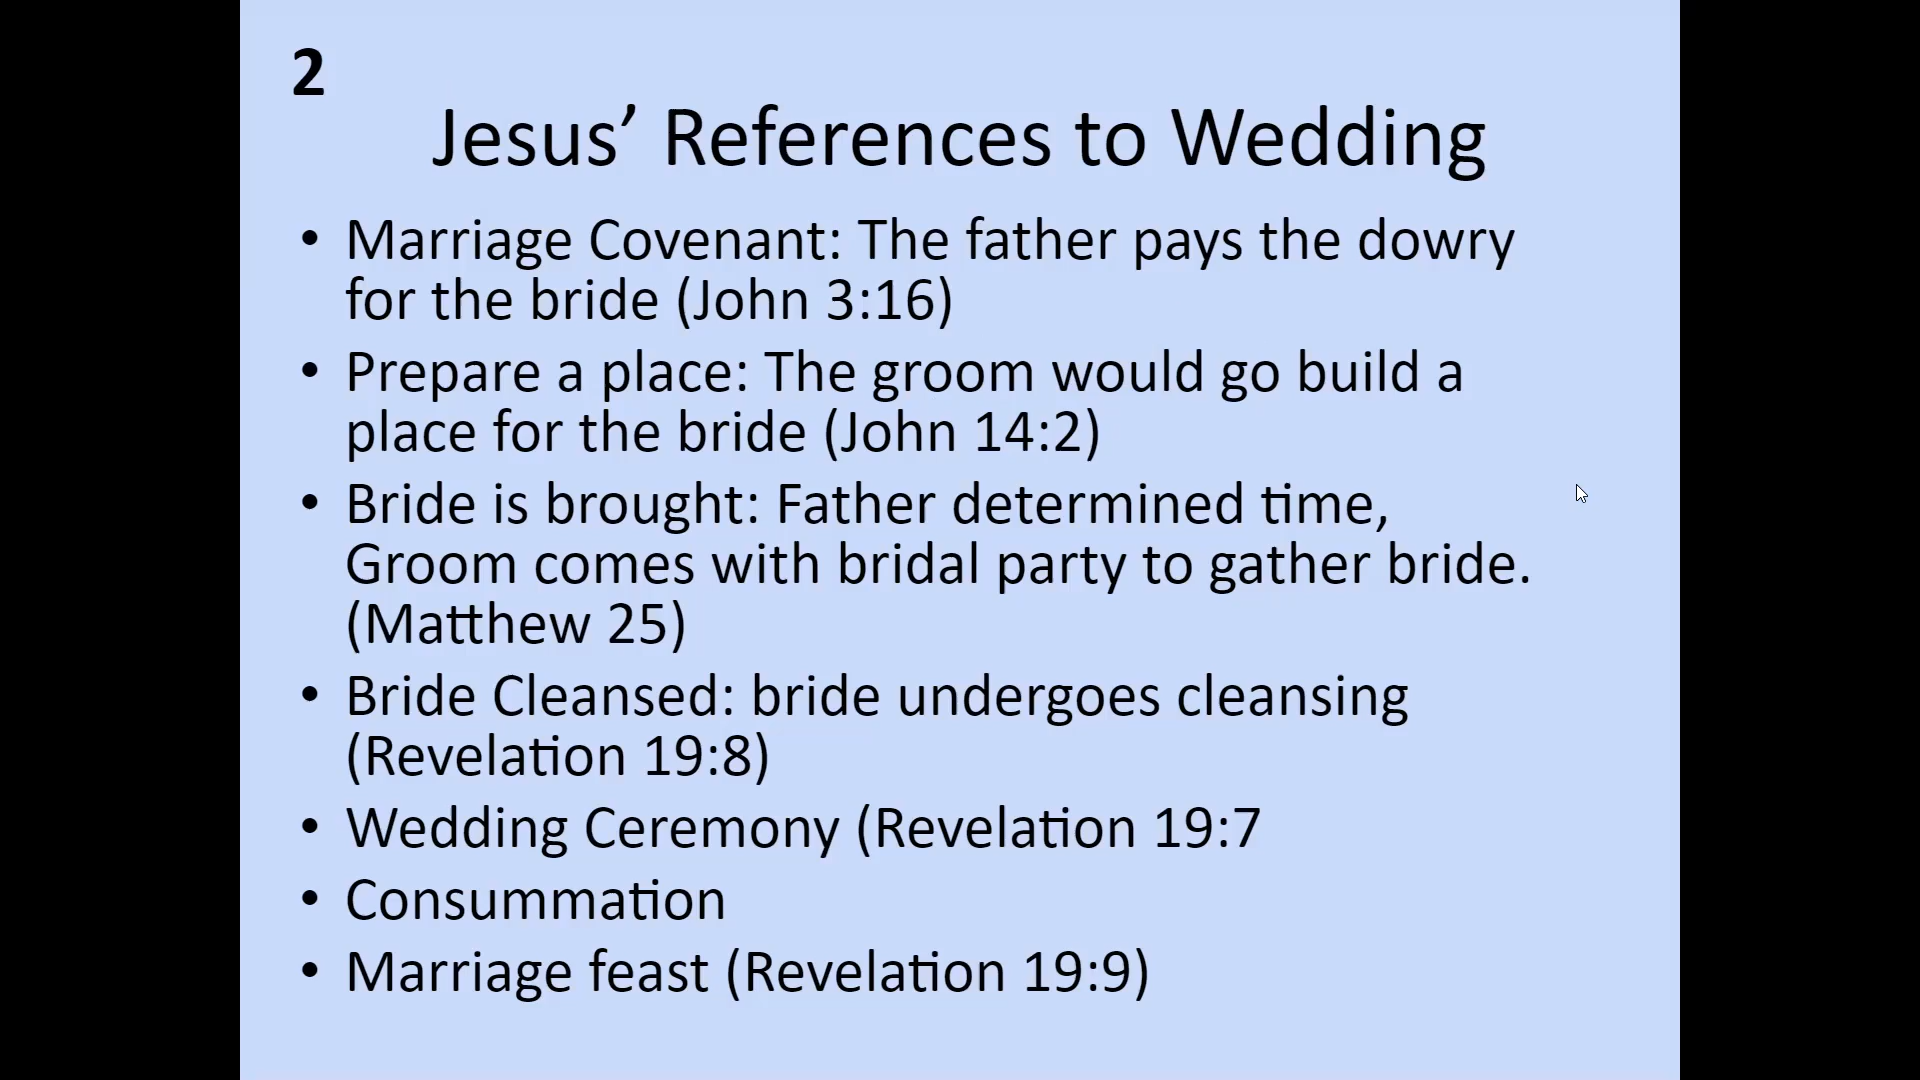 2
Jesus’ References to Wedding
• Marriage Covenant: The father pays the dowry
for the bride (John 3:16)
• Prepare a place: The groom would go build a
place for the bride (John 14:2)
• Bride is brought: Father determined time,
Groom comes with bridal party to gather bride.
(Matthew 25)
• Bride Cleansed: bride undergoes cleansing
(Revelation 19:8)
• Wedding Ceremony (Revelation 19:7
• Consummation
• Marriage feast (Revelation 19:9)